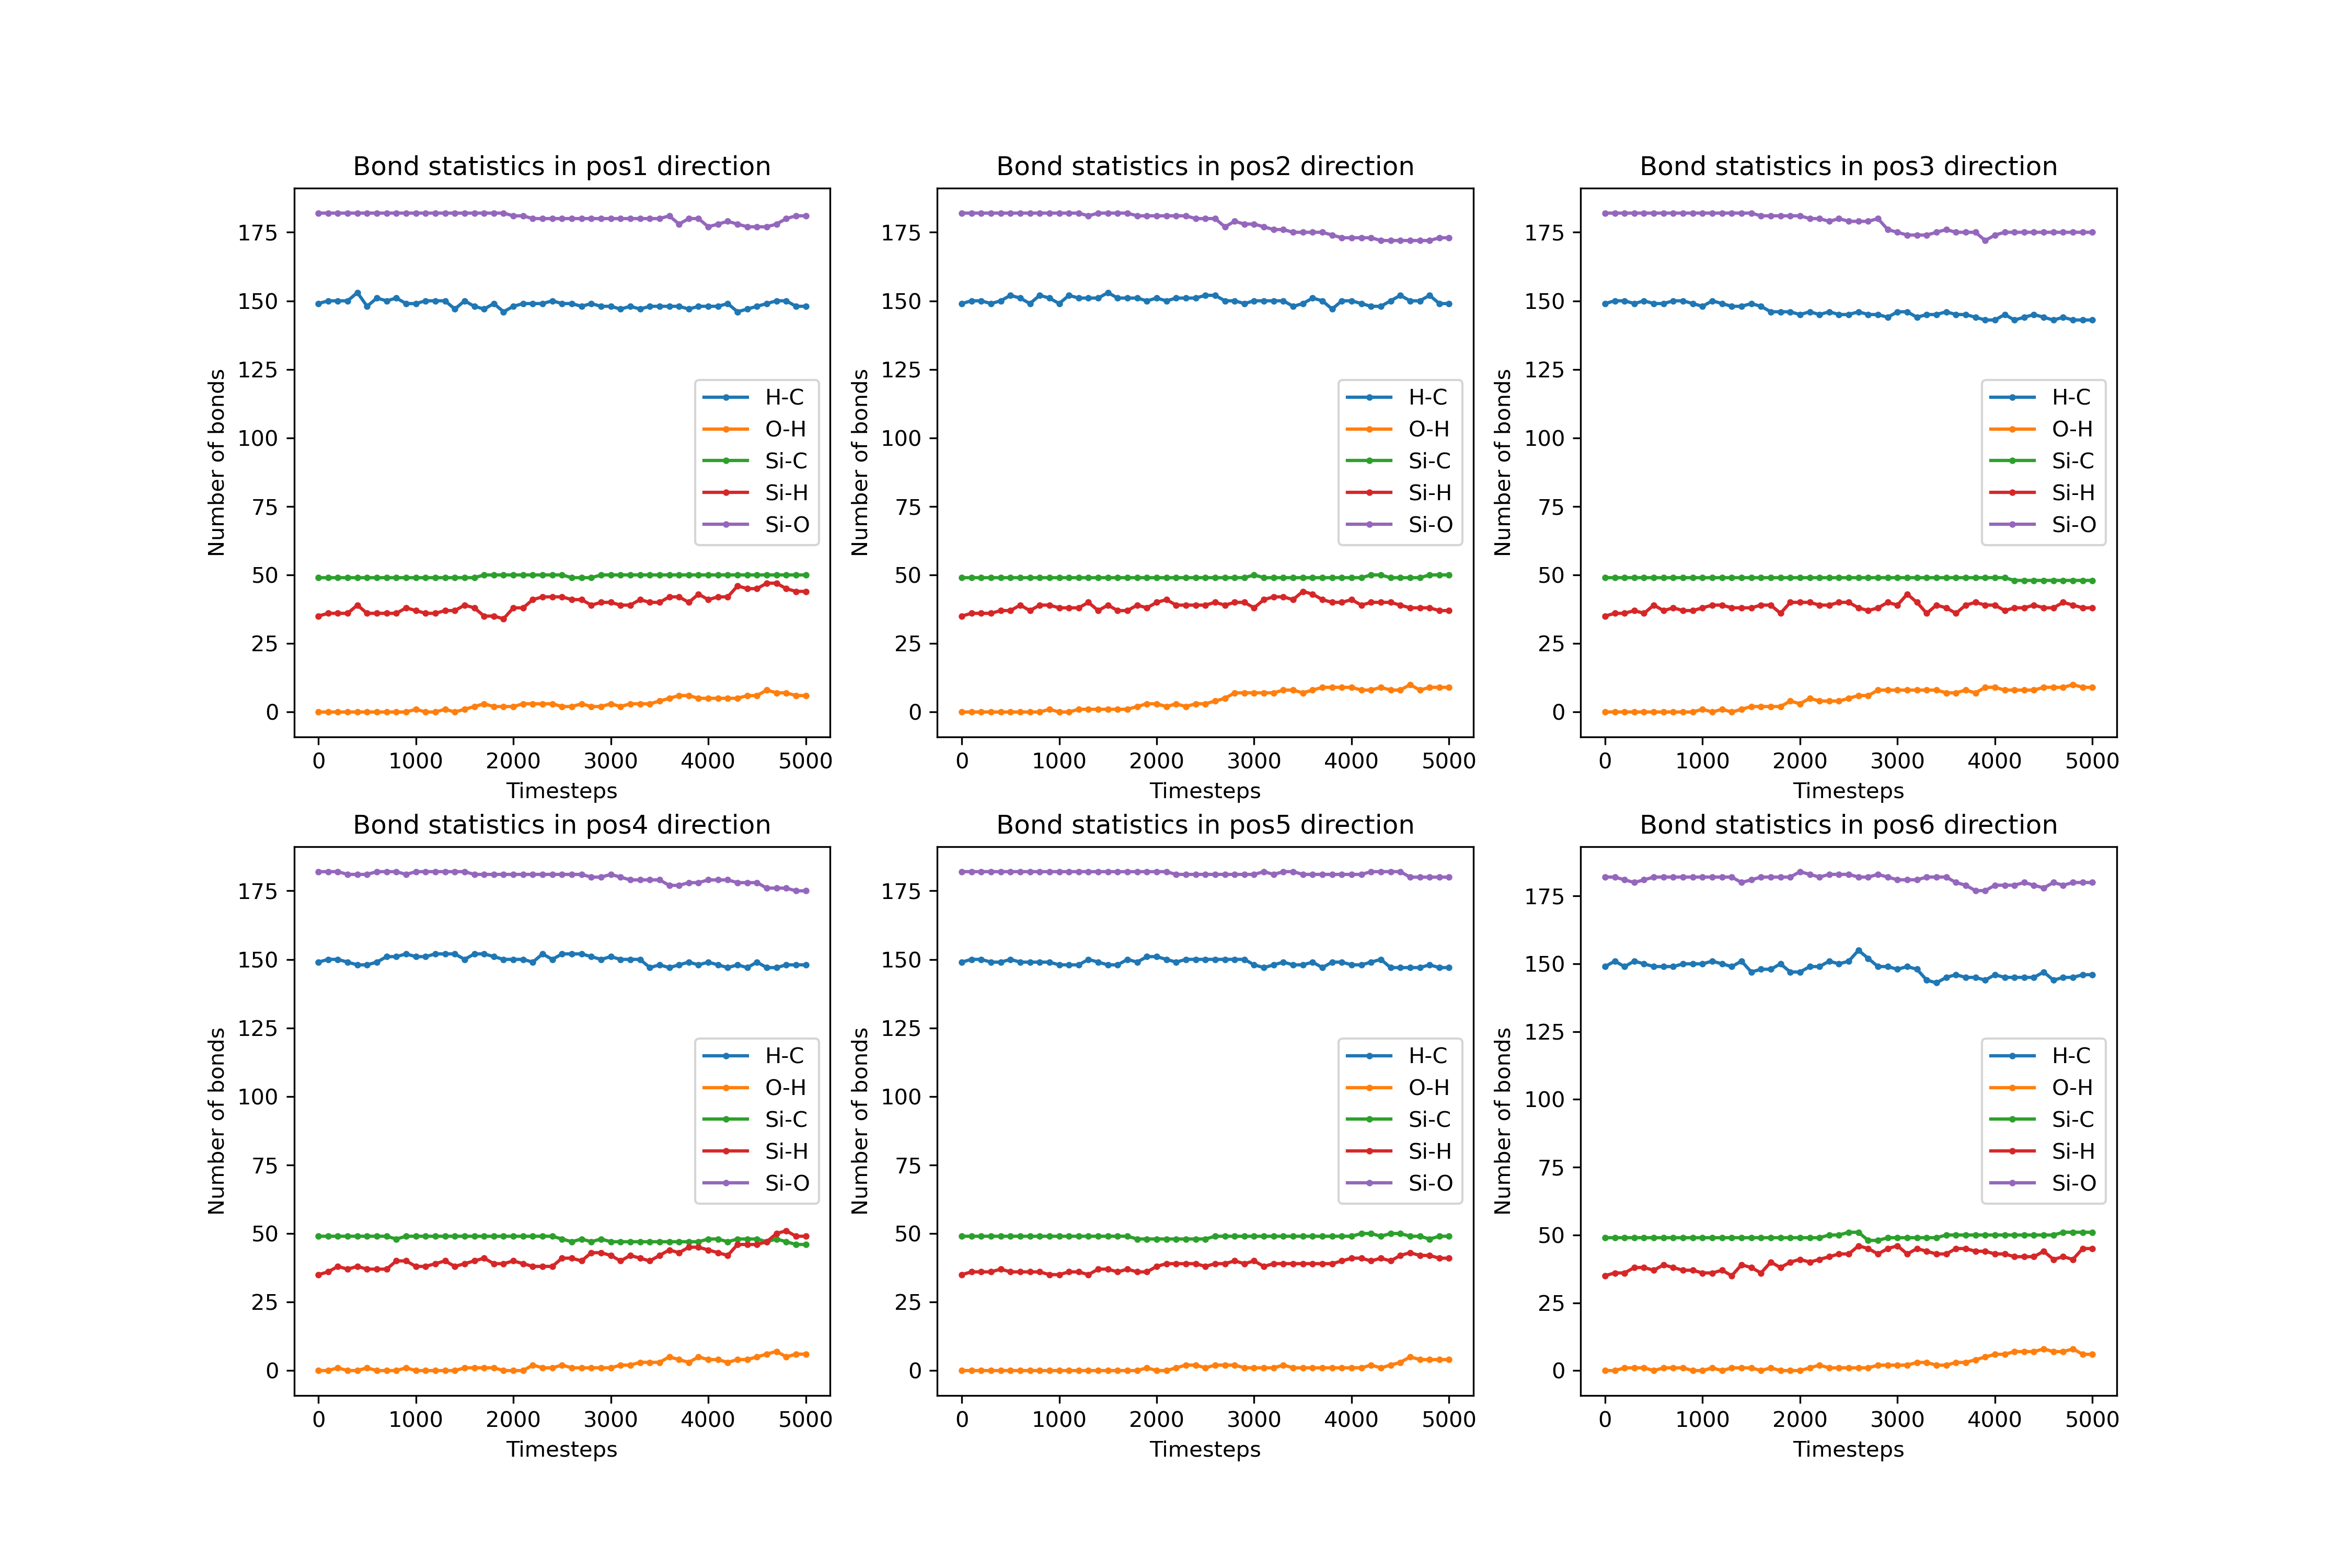 Bond statistics in pos1 direction
Number of bonds
175
150
125
100
75
50
25
0
H-C
O-H
Si-C
Si-H
Si-O
0 1000 2000 3000 4000 5000
Timesteps
Bond statistics in pos2 direction
Number of bonds
175
150
125
100
75
50
25
0
H-C
O-H
Si-C
Si-H
Si-O
0 1000 2000 3000 4000 5000
Timesteps
Bond statistics in pos3 direction
Number of bonds
175
150
125
100
75
50
25
0
H-C
O-H
Si-C
Si-H
Si-O
0 1000 2000 3000 4000 5000
Timesteps
Bond statistics in pos4 direction
Number of bonds
175
150
125
100
75
50
25
0
H-C
O-H
Si-C
Si-H
Si-O
0 1000 2000 3000 4000 5000
Timesteps
Bond statistics in pos5 direction
Number of bonds
175
150
125
100
75
50
25
0
H-C
O-H
Si-C
Si-H
Si-O
0 1000 2000 3000 4000 5000
Timesteps
Bond statistics in pos6 direction
Number of bonds
175
150
125
100
75
50
25
0
H-C
O-H
Si-C
Si-H
Si-O
0 1000 2000 3000 4000 5000
Timesteps